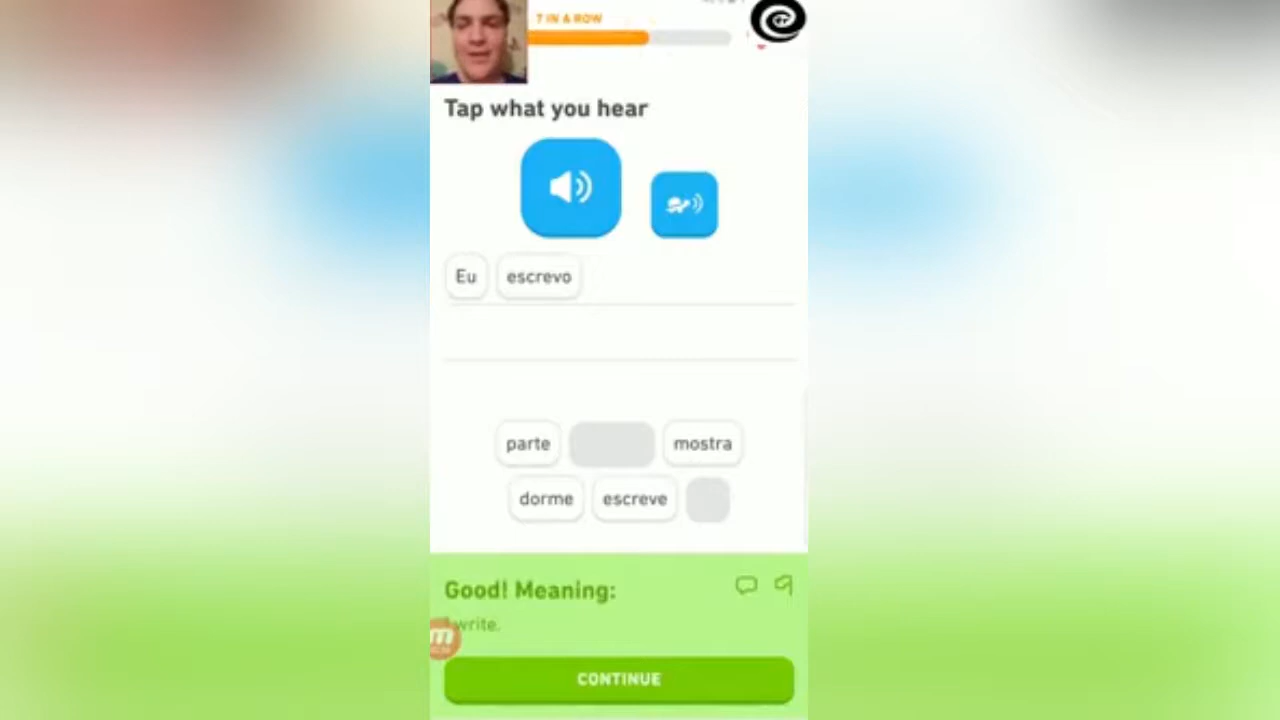 7 IN A ROW
Tap what you hear
Eu escrevo
parte mostra
dorme escreve
Good! Meaning:
I write.
CONTINUE